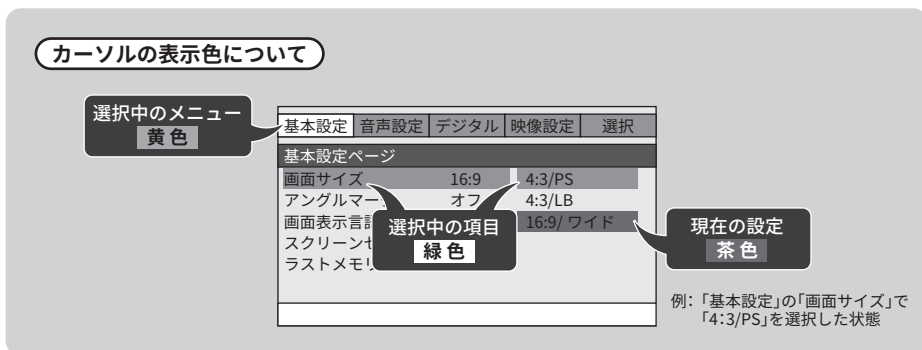 カーソルの表示色について
選択中のメニュー
黄色
基本設定 音声設定 デジタル 映像設定 選択
基本設定ページ
画面サイズ 16:9 4:3/PS
アングルマー オフ 4:3/LB
画面表示言 16:9/ ワイド
スクリーン
ラストメモ
選択中の項目
緑色
現在の設定
茶色
例：「基本設定」の「画面サイズ」で
「4:3/PS」を選択した状態